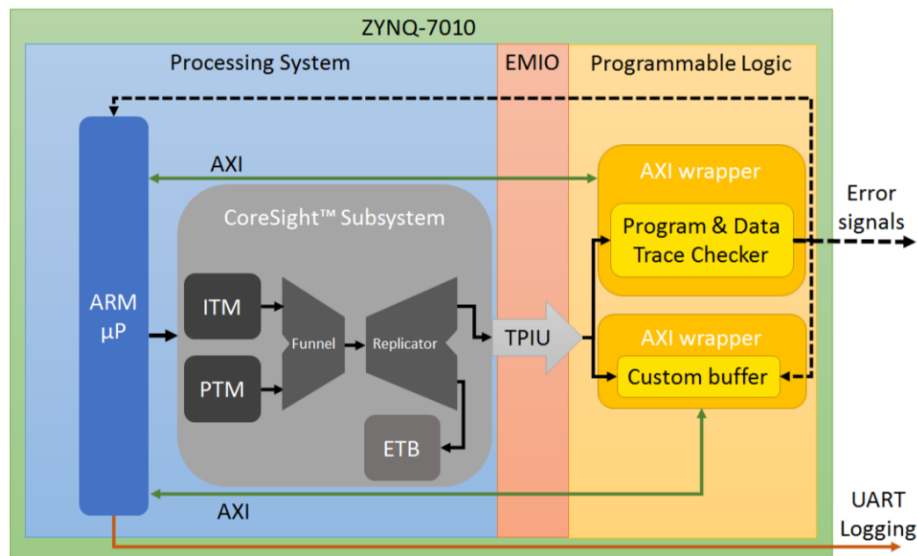 ZYNQ-7010
Processing System
EMIO
Programmable Logic
AXI
AXI wrapper
Program & Data
Trace Checker
Error
signals
CoreSight™ Subsystem
ARM
µP
ITM
PTM
Funnel
Replicator
ETB
TPIU
AXI wrapper
Custom buffer
AXI
UART
Logging